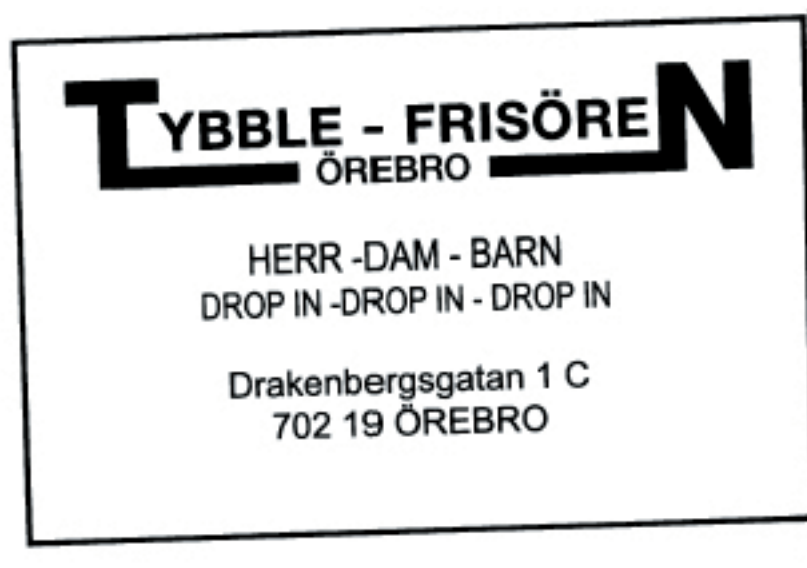 TYBBLE - FRISÖREN
ÖREBRO
HERR -DAM - BARN
DROP IN -DROP IN - DROP IN
Drakenbergsgatan 1 C
702 19 ÖREBRO